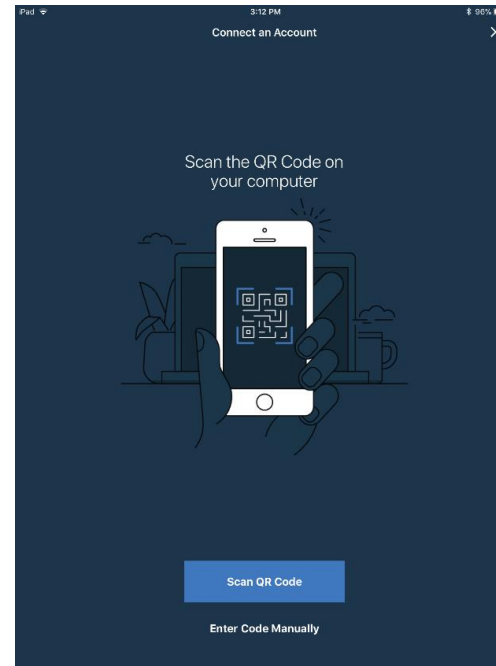 iPad 3:12 PM 96%
Connect an Account
Scan the QR Code on
your computer
Scan QR Code
Enter Code Manually